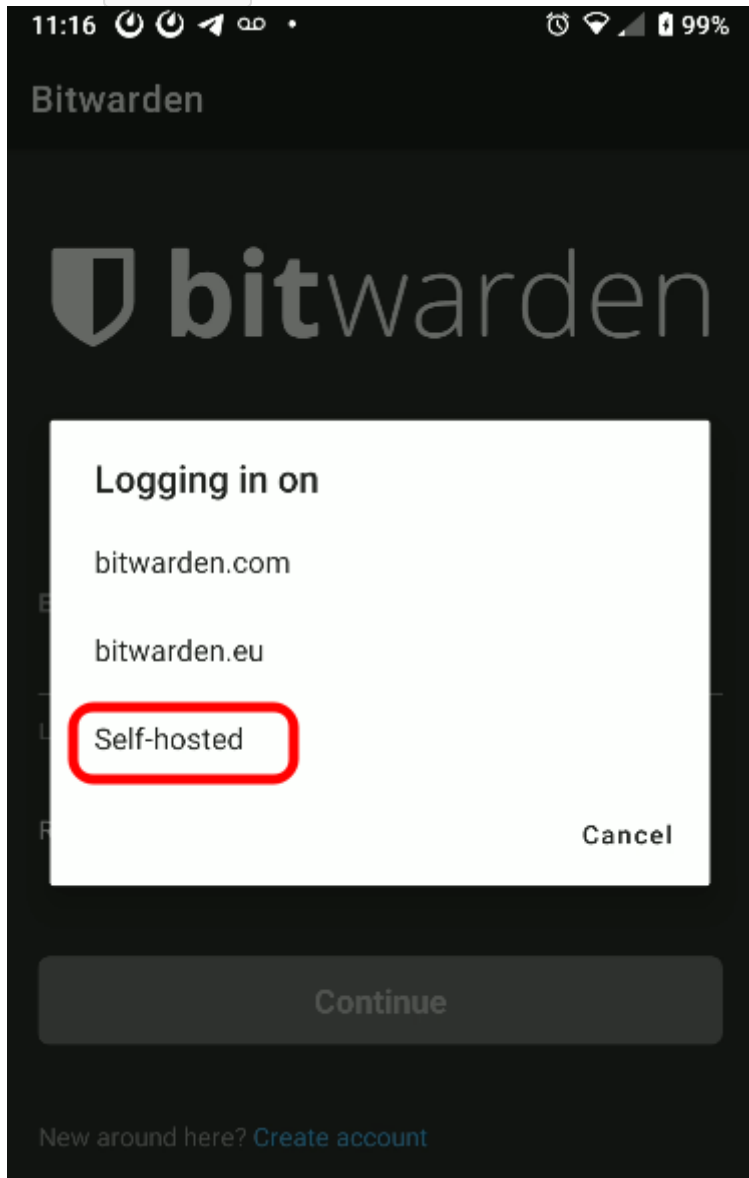 11:16
99%
Bitwarden
bitwarden
Logging in on
bitwarden.com
bitwarden.eu
Self-hosted
Cancel
Continue
New around here? Create account